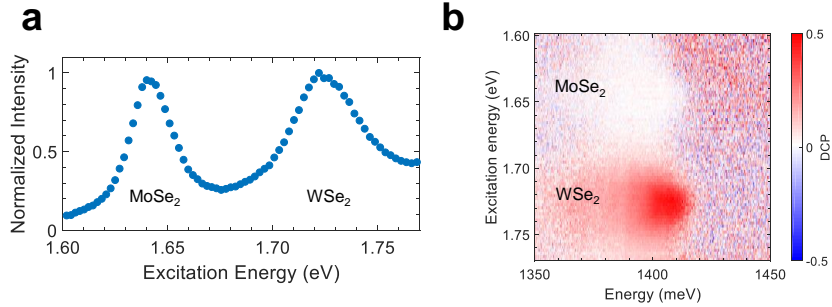 a
Normalized Intensity
1
0.5
0
MoSe2
WSe2
1.60
1.65
1.70
1.75
Excitation Energy (eV)
b
Excitation energy (eV)
1.60
1.65
1.70
1.75
MoSe2
WSe2
1350
1400
1450
Energy (meV)
0.5
0
-0.5
DCP